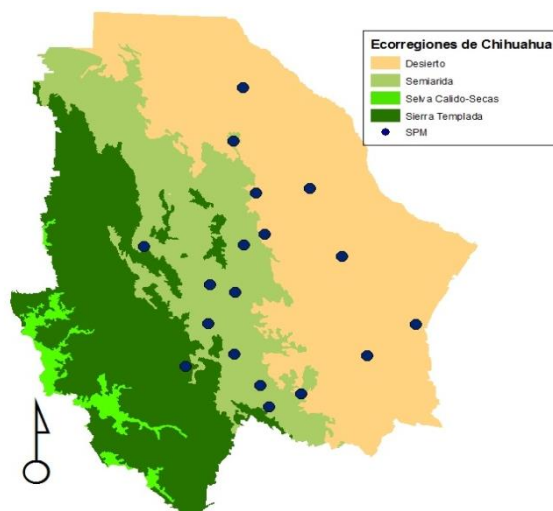 Ecorregiones de Chihuahua
Desierto
Semiarida
Selva Calido-Secas
Sierra Templada
SPM